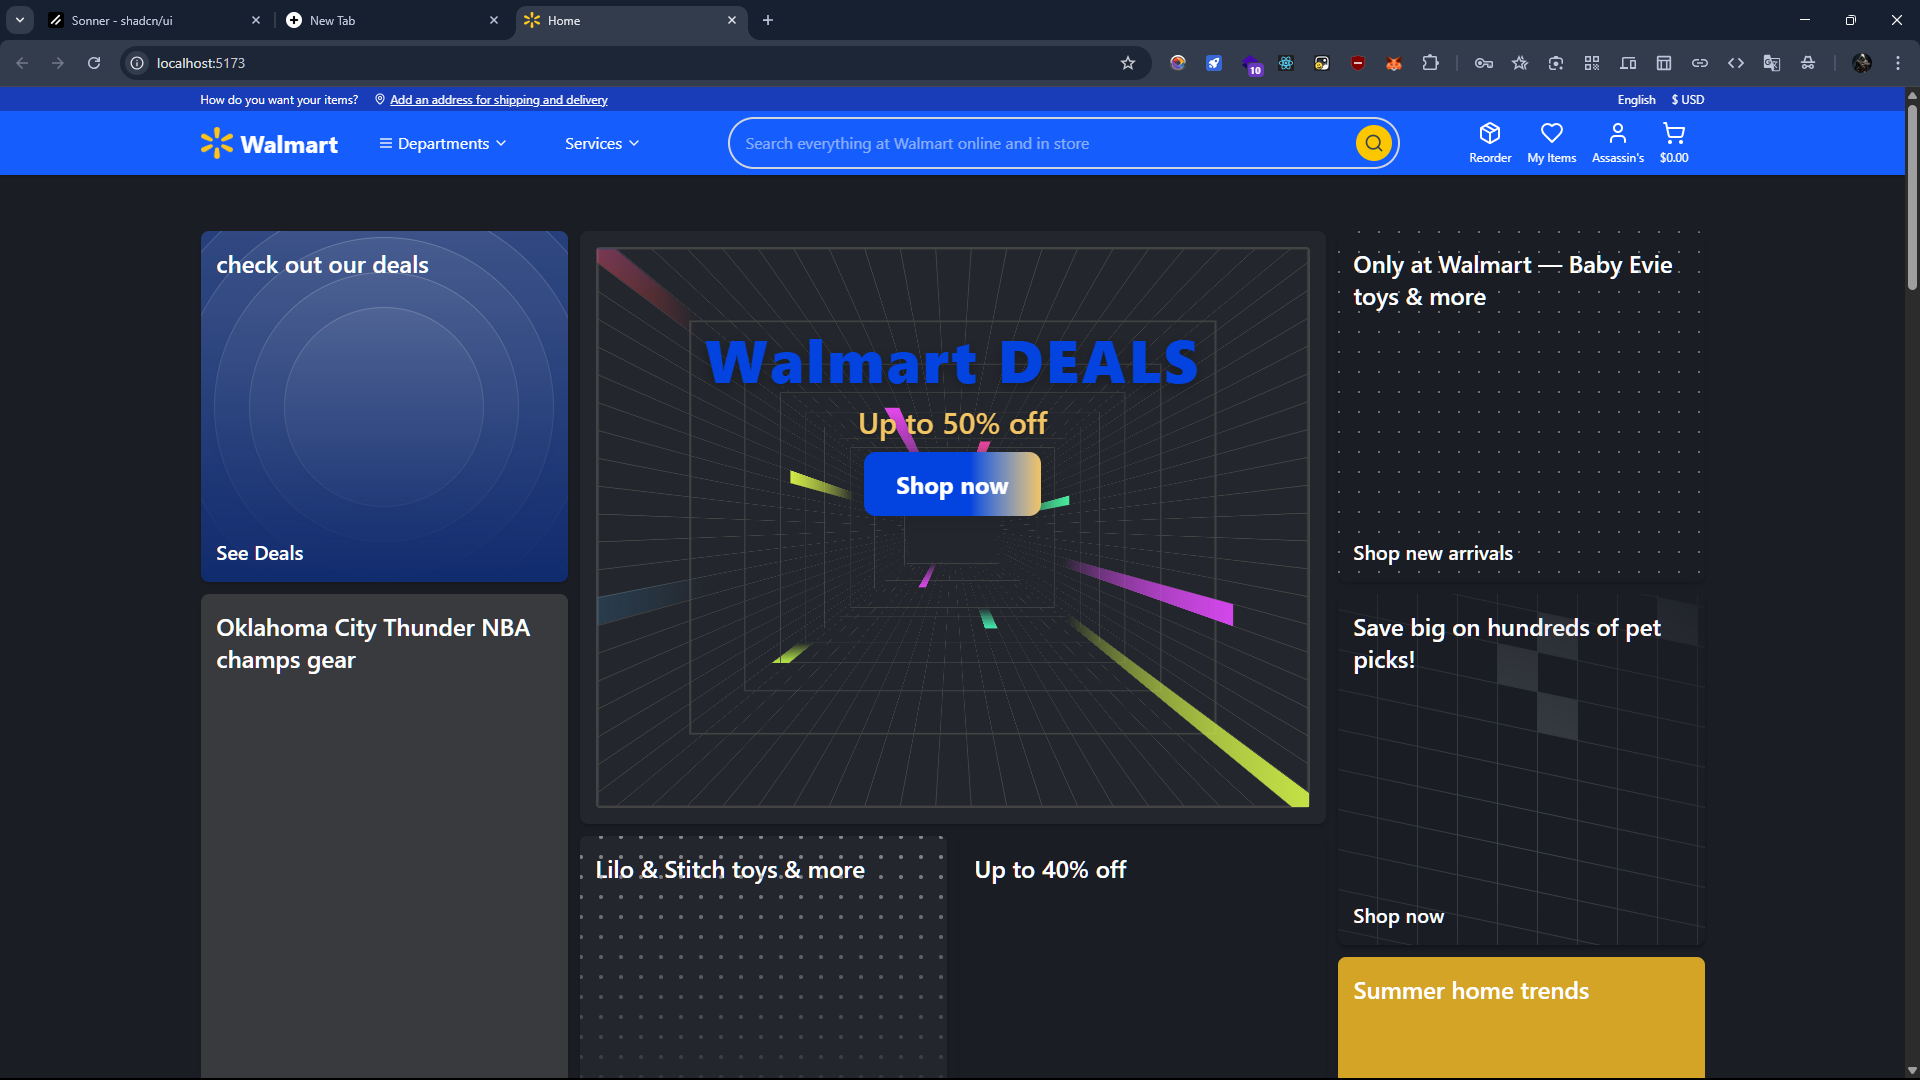 Sonner - shadcn/ui
New Tab
Home
localhost:5173
10
How do you want your items?
Add an address for shipping and delivery
English
$ USD
Walmart
Departments
Services
Search everything at Walmart online and in store
Reorder
My Items
Assassin's
$0.00
check out our deals
See Deals
Walmart DEALS
Up to 50% off
Shop now
Only at Walmart — Baby Evie
toys & more
Shop new arrivals
Oklahoma City Thunder NBA
champs gear
Save big on hundreds of pet
picks!
Shop now
Lilo & Stitch toys & more
Up to 40% off
Summer home trends